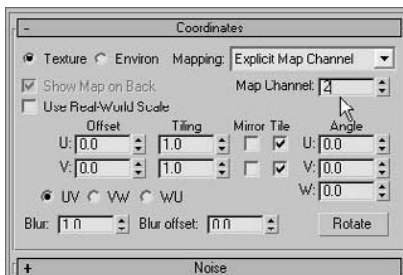 - Coordinates
Texture Environ Mapping: Explicit Map Channel
Show Map on Back Map Channel: 2
Use Real-World Scale
Offset Tiling Mirror Tile Angle
U: 0.0 1.0 U: 0.0
V: 0.0 1.0 V: 0.0
W: 0.0
UV VW WU
Blur: 1.0 Blur offset: 0.0 Rotate
+ Noise